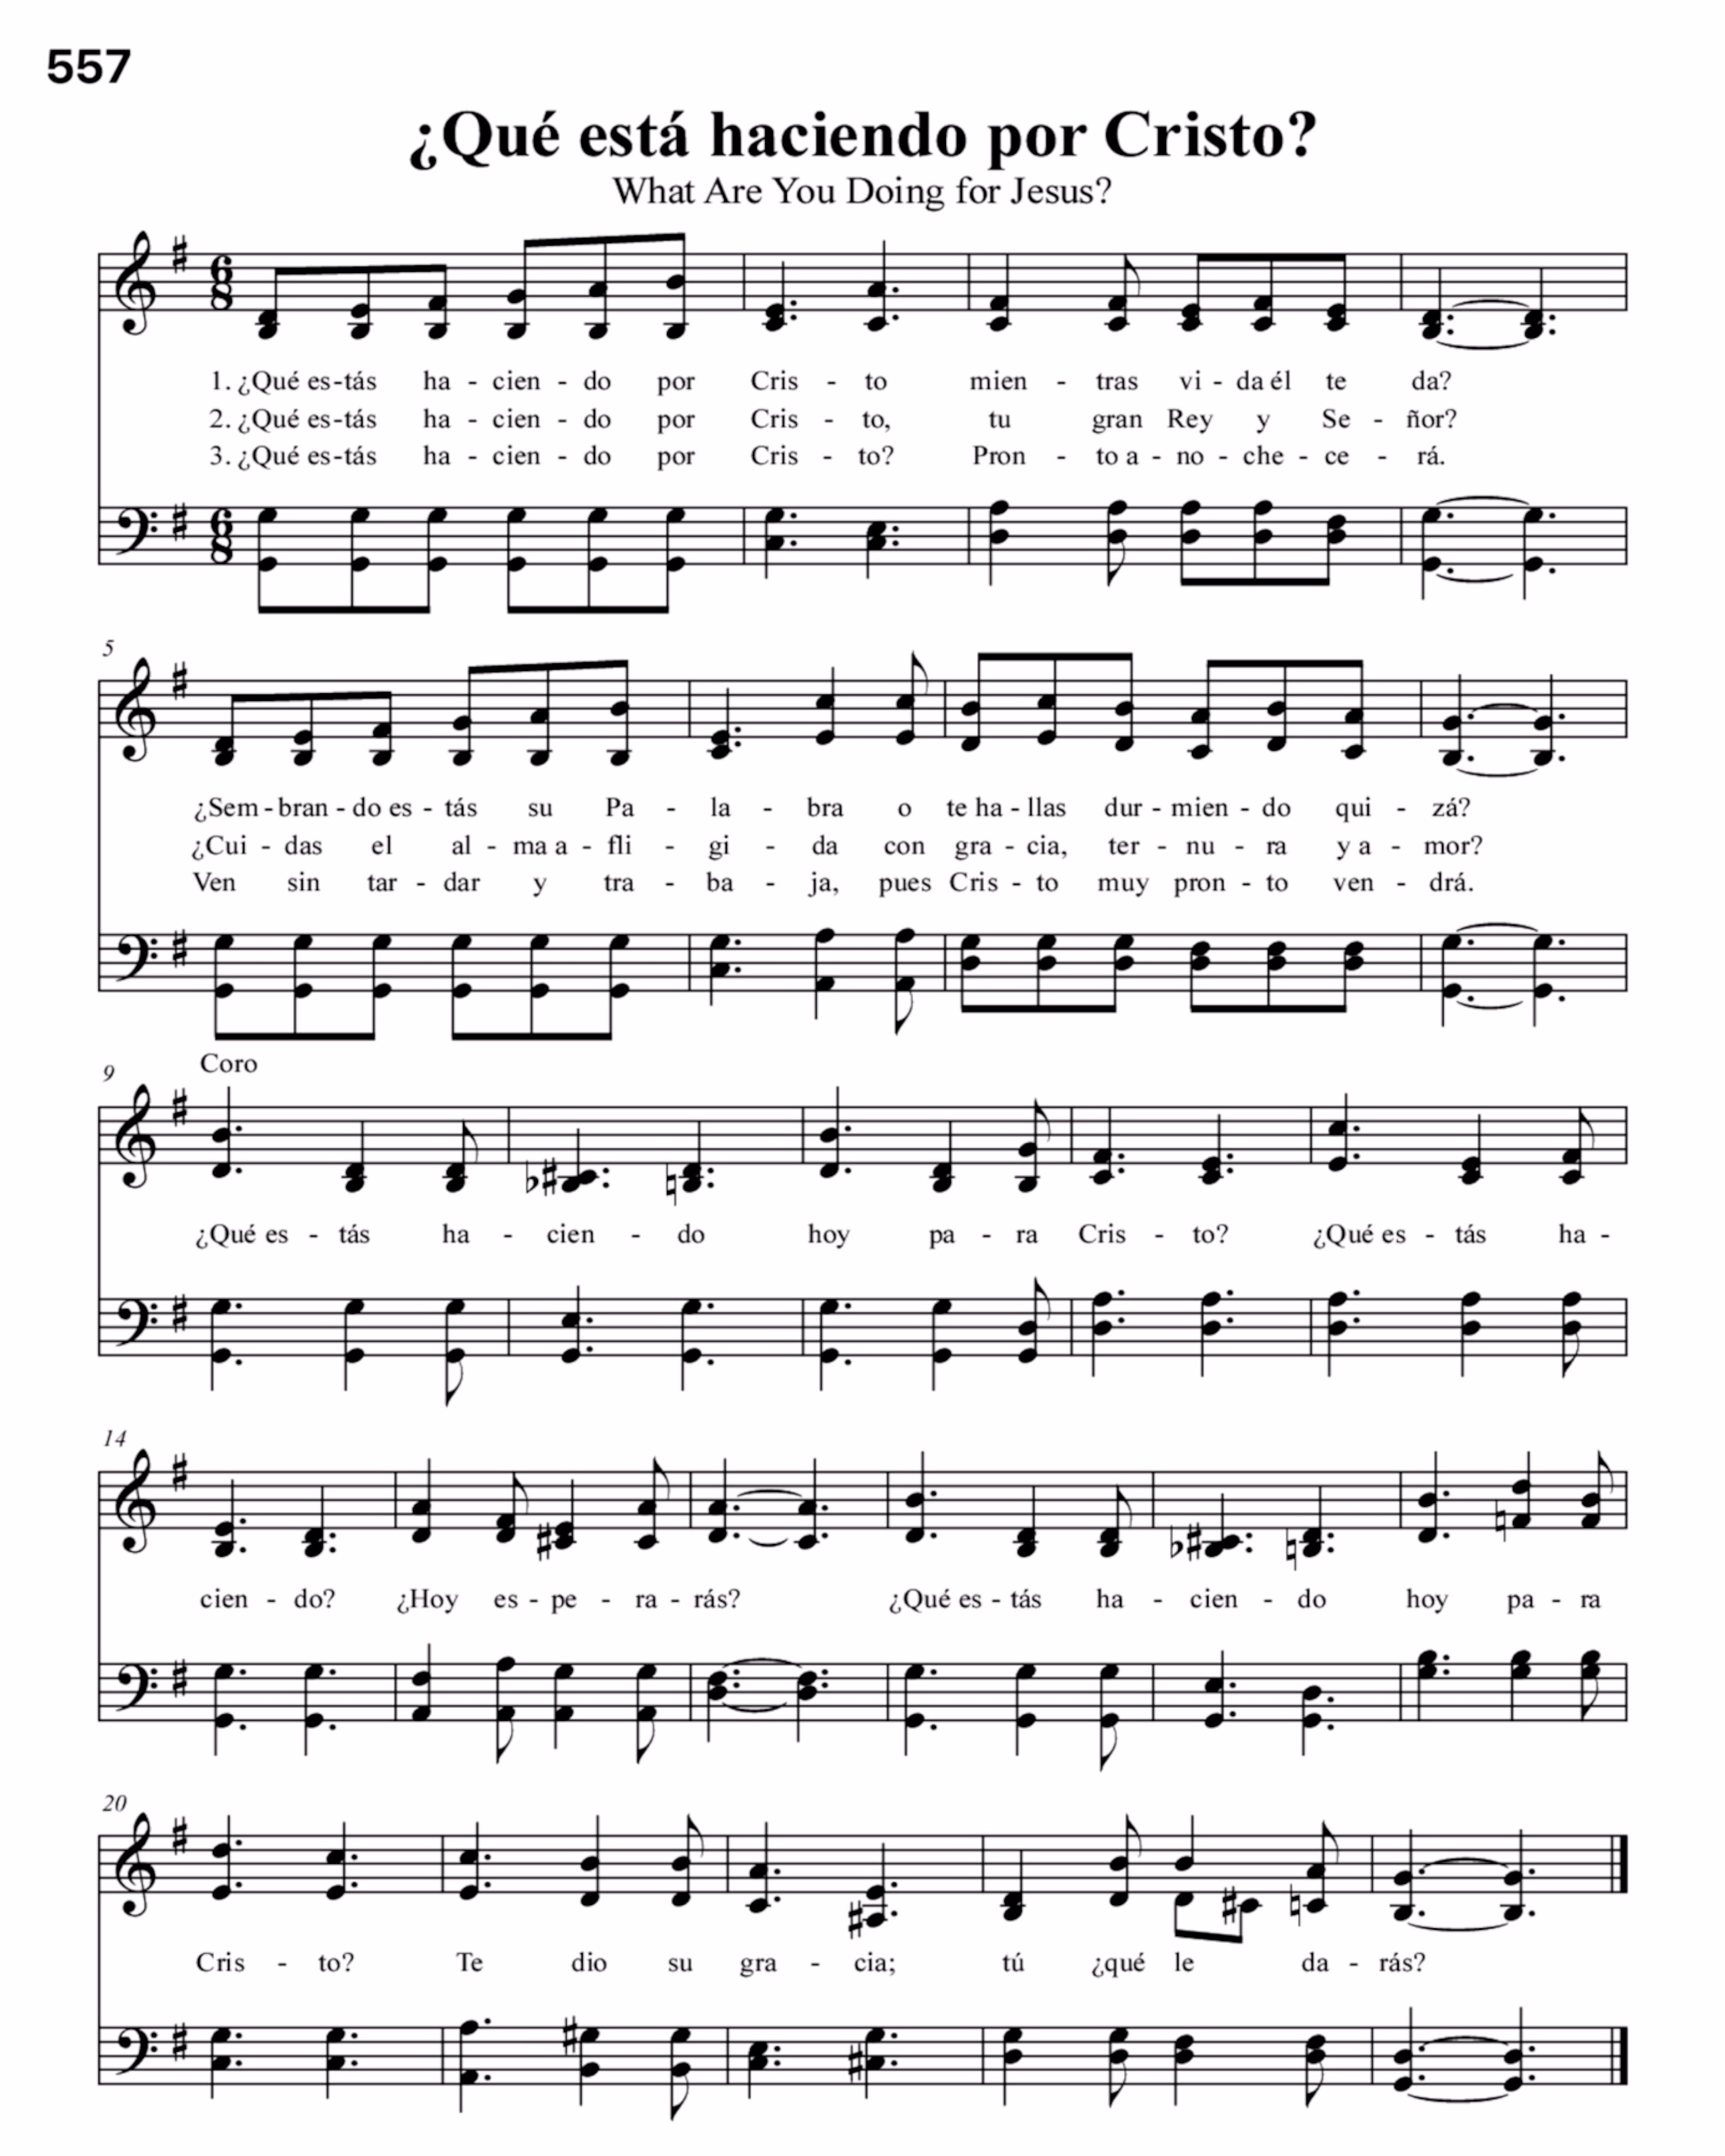 557
¿Qué está haciendo por Cristo?
What Are You Doing for Jesus?
1. ¿Qué es-tás ha - cien - do por Cris - to mien - tras vi - da él te da?
2. ¿Qué es-tás ha - cien - do por Cris - to, tu gran Rey y Se - ñor?
3. ¿Qué es-tás ha - cien - do por Cris - to? Pron - to a - no - che - ce - rá.
5
¿Sem - bran - do es - tás su Pa - la - bra o te ha - llas dur - mien - do qui - zá?
¿Cui - das el al - ma a - fli - gi - da con gra - cia, ter - nu - ra y a - mor?
Ven sin tar - dar y tra - ba - ja, pues Cris - to muy pron - to ven - drá.
9 Coro
¿Qué es - tás ha - cien - do hoy pa - ra Cris - to? ¿Qué es - tás ha -
14
cien - do? ¿Hoy es - pe - ra - rás? ¿Qué es - tás ha - cien - do hoy pa - ra
20
Cris - to? Te dio su gra - cia; tú ¿qué le da - rás?